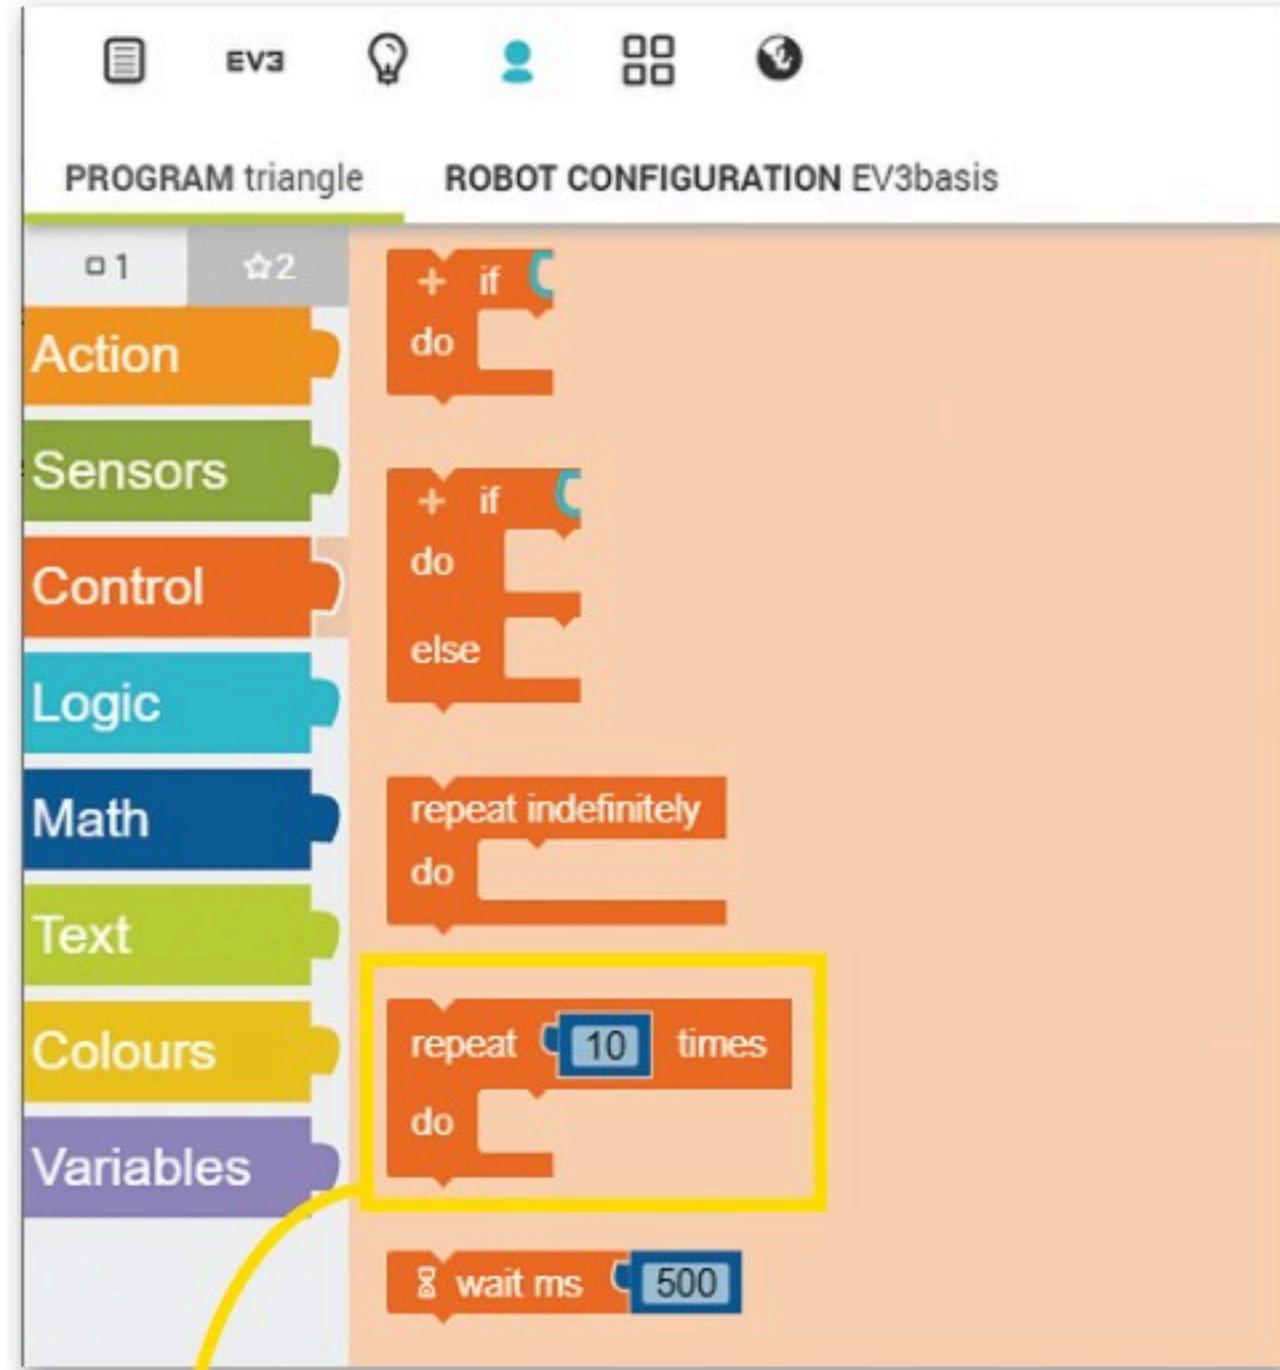 EV3
PROGRAM triangle
ROBOT CONFIGURATION EV3basis
1
2
Action
Sensors
Control
Logic
Math
Text
Colours
Variables
+ if
do
+ if
do
else
repeat indefinitely
do
repeat 10 times
do
wait ms 500